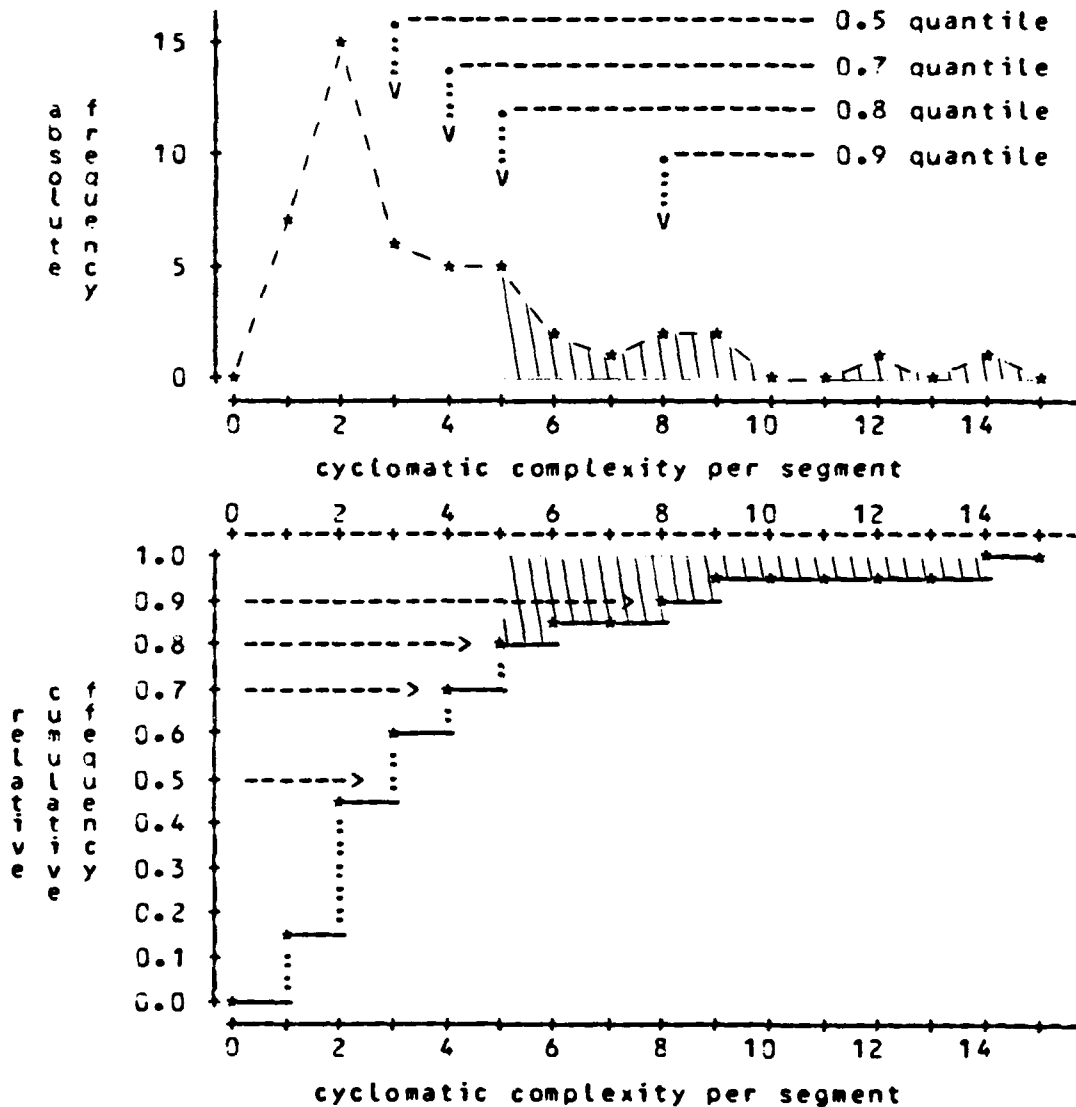 0.5 quantile
0.7 quantile
0.8 quantile
0.9 quantile
absolute
frequency
15
10
5
0
0 2 4 6 8 10 12 14
cyclomatic complexity per segment
0 2 4 6 8 10 12 14
relative
cumulative
ffequency
1.0
0.9
0.8
0.7
0.6
0.5
0.4
0.3
0.2
0.1
0.0
0 2 4 6 8 10 12 14
cyclomatic complexity per segment